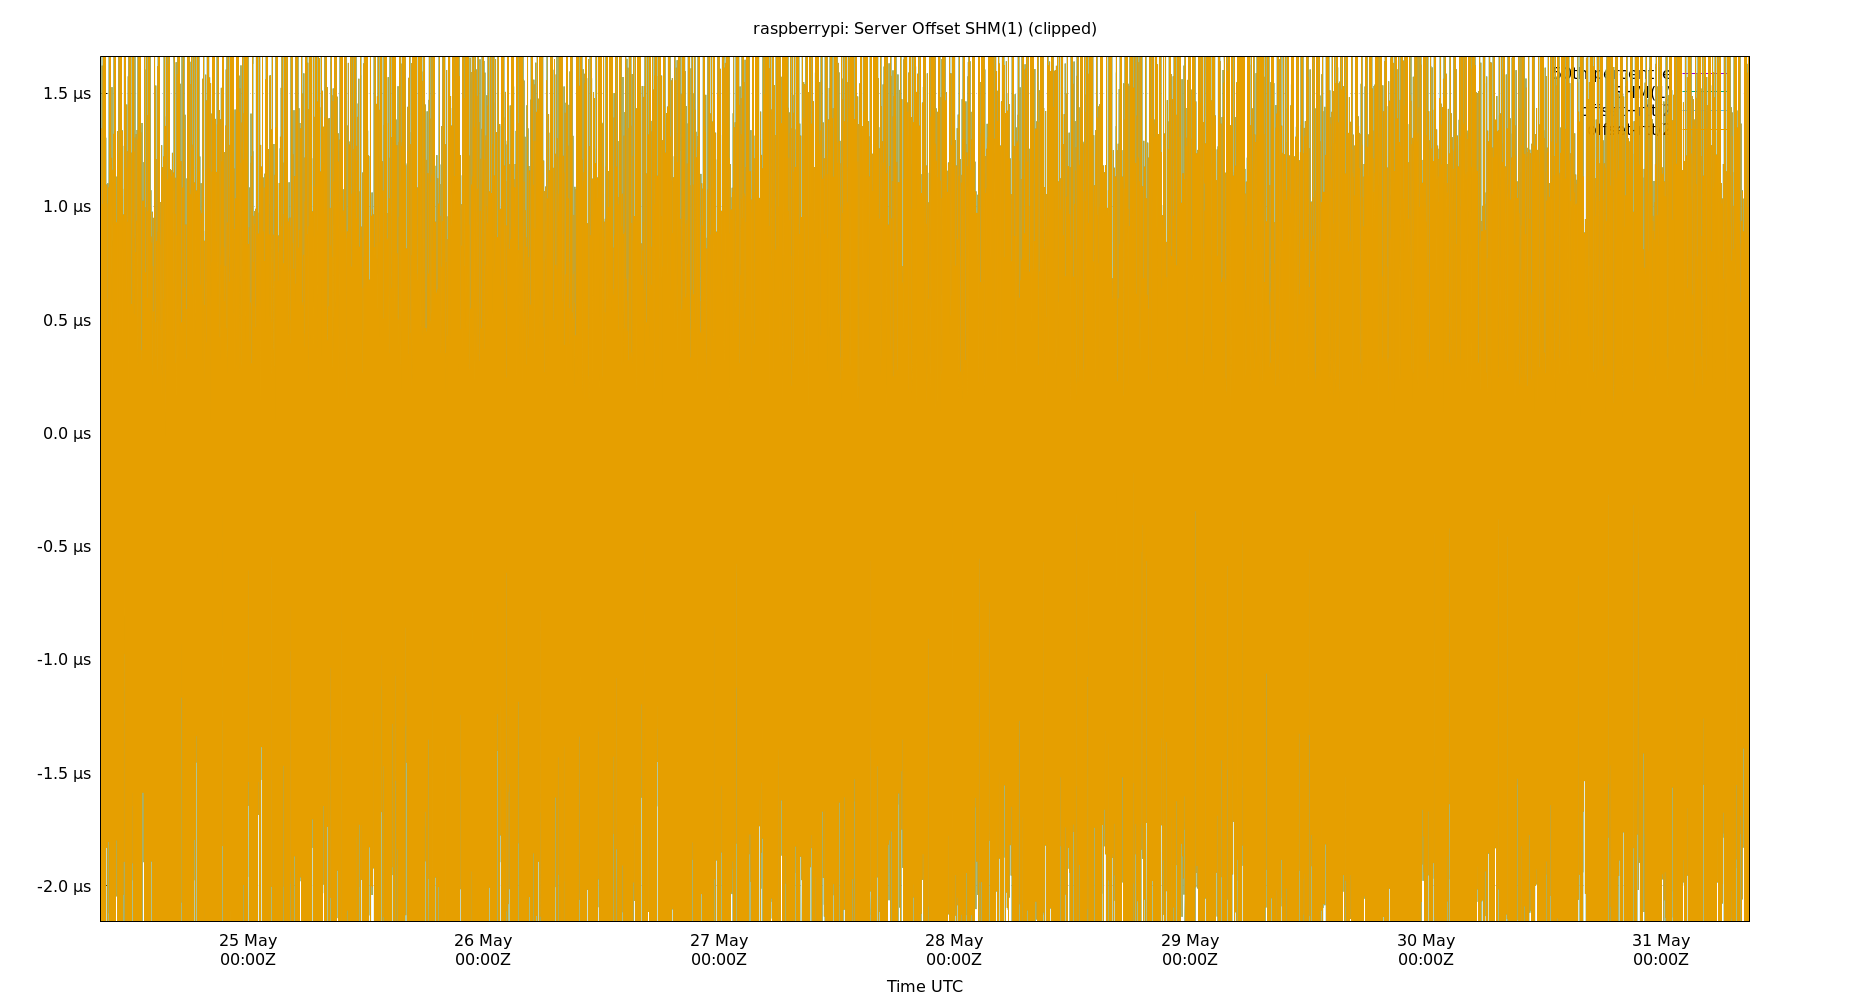 raspberrypi: Server Offset SHM(1) (clipped)
1.5 µs
1.0 µs
0.5 µs
0.0 µs
-0.5 µs
-1.0 µs
-1.5 µs
-2.0 µs
25 May 26 May 27 May 28 May 29 May 30 May 31 May
00:00Z 00:00Z 00:00Z 00:00Z 00:00Z 00:00Z 00:00Z
Time UTC